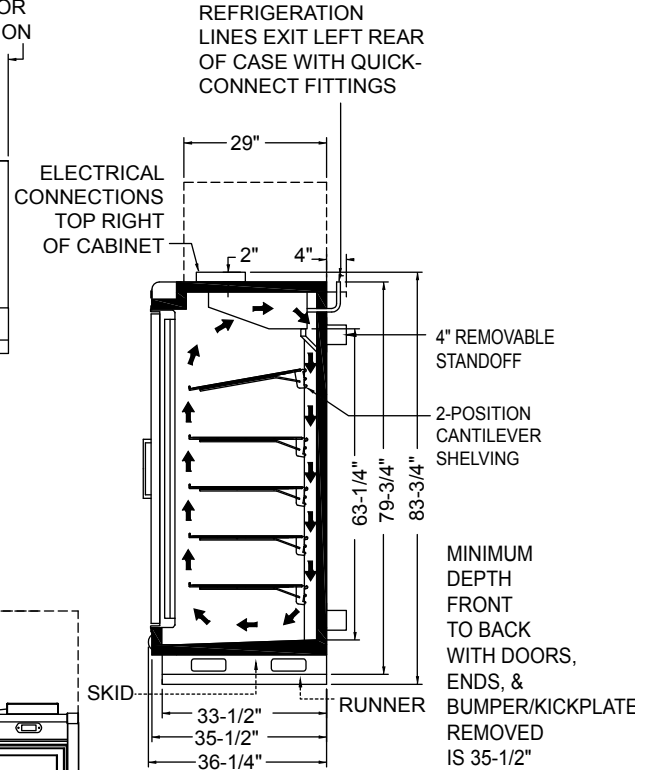 OR
ON
REFRIGERATION
LINES EXIT LEFT REAR
OF CASE WITH QUICK-
CONNECT FITTINGS
29"
ELECTRICAL
CONNECTIONS
TOP RIGHT
OF CABINET
2"
4"
4" REMOVABLE
STANDOFF
2-POSITION
CANTILEVER
SHELVING
63-1/4"
79-3/4"
83-3/4"
MINIMUM
DEPTH
FRONT
TO BACK
WITH DOORS,
ENDS, &
BUMPER/KICKPLATE
REMOVED
IS 35-1/2"
SKID
RUNNER
33-1/2"
35-1/2"
36-1/4"